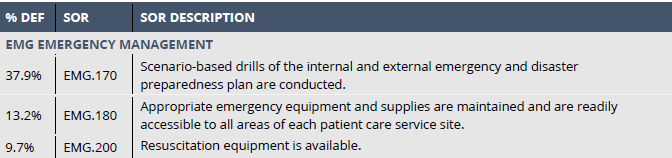 % DEF SOR SOR DESCRIPTION
EMG EMERGENCY MANAGEMENT
37.9% EMG.170 Scenario-based drills of the internal and external emergency and disaster
preparedness plan are conducted.
13.2% EMG.180 Appropriate emergency equipment and supplies are maintained and are readily
accessible to all areas of each patient care service site.
9.7% EMG.200 Resuscitation equipment is available.